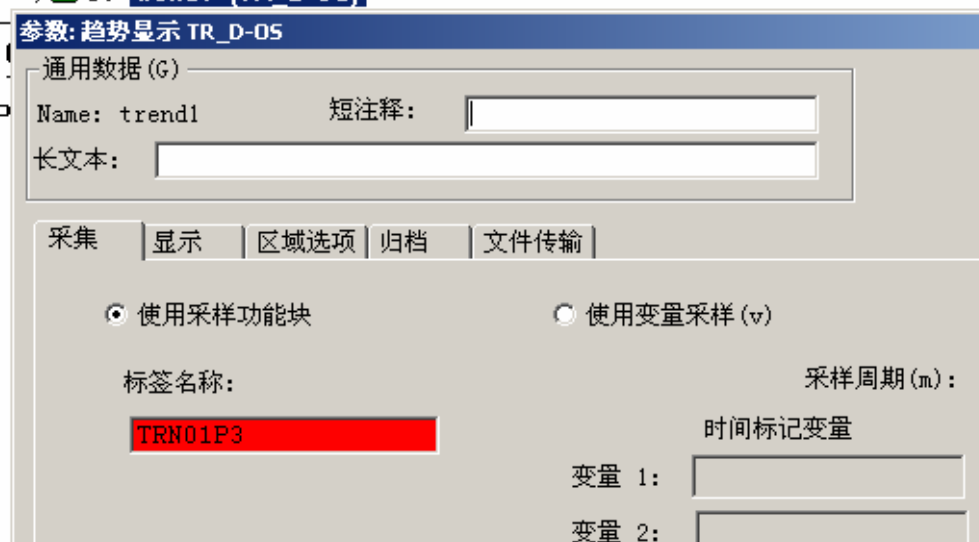 参数: 趋势显示 TR_D-OS
通用数据(G)
Name: trend1 短注释:
长文本:
采集 显示 区域选项 归档 文件传输
使用采样功能块 使用变量采样(v)
标签名称: 采样周期(m):
TRN01P3 时间标记变量
变量 1:
变量 2: